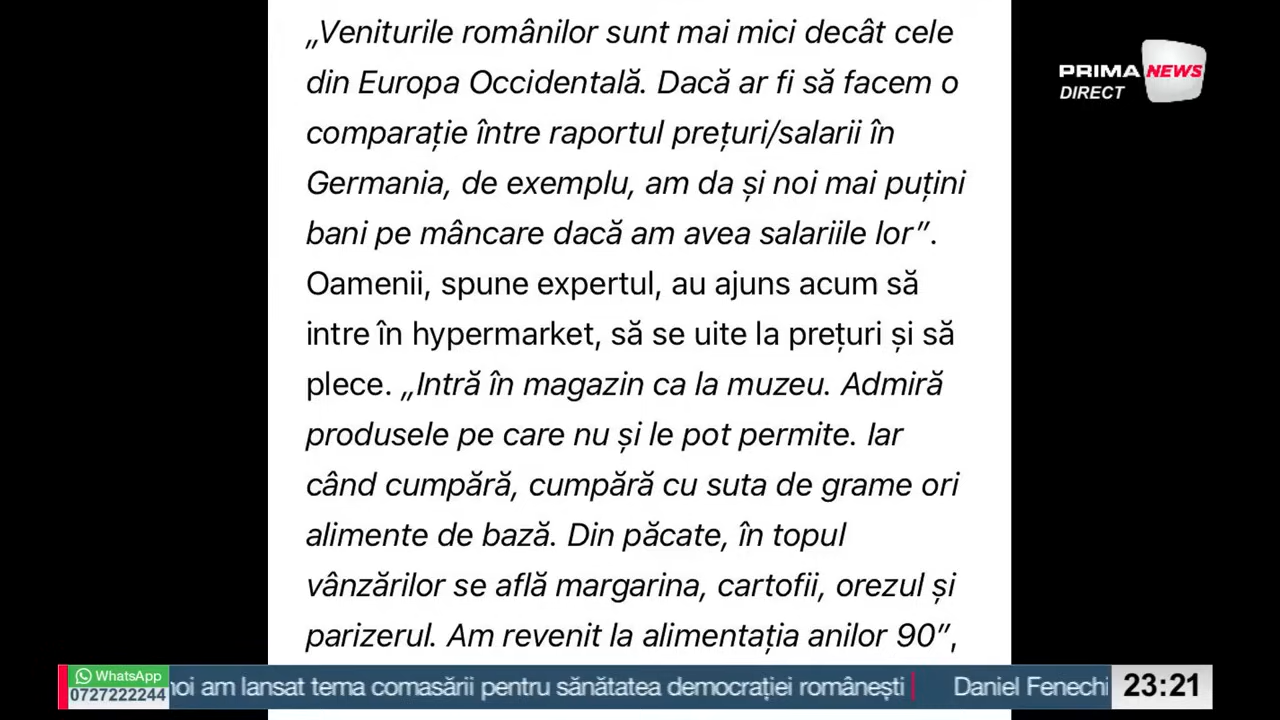 „Veniturile românilor sunt mai mici decât cele
din Europa Occidentală. Dacă ar fi să facem o
comparație între raportul prețuri/salarii în
Germania, de exemplu, am da și noi mai puțini
bani pe mâncare dacă am avea salariile lor”.
Oamenii, spune expertul, au ajuns acum să
intre în hypermarket, să se uite la prețuri și să
plece. „Intră în magazin ca la muzeu. Admiră
produsele pe care nu și le pot permite. Iar
când cumpără, cumpără cu suta de grame ori
alimente de bază. Din păcate, în topul
vânzărilor se află margarina, cartofii, orezul și
parizerul. Am revenit la alimentația anilor 90”,
PRIMA NEWS
DIRECT
WhatsApp
0727222244
noi am lansat tema comasării pentru sănătatea democrației românești
Daniel Fenechi
23:21